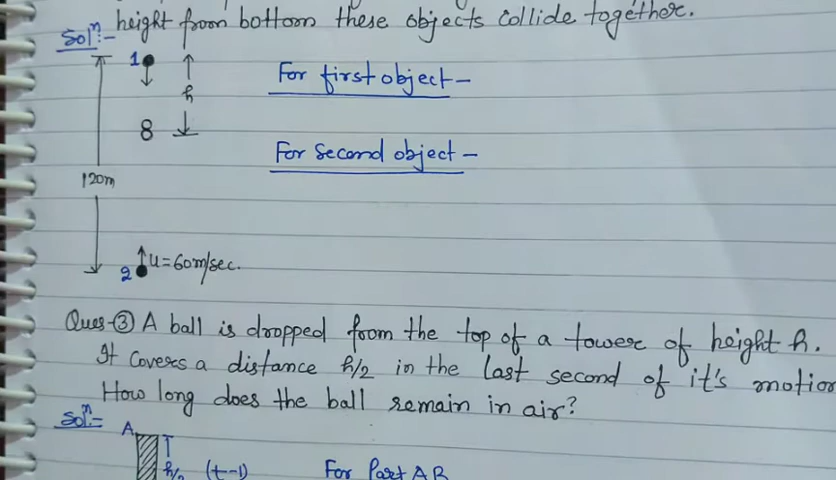 height from bottom these objects collide together.
Solⁿ:-
1
h
For first object-
8
For Second object-
120m
2 u=60m/sec.
Ques-③ A ball is dropped from the top of a tower of height h.
It covers a distance h/2 in the last second of it's motion
How long does the ball remain in air?
Solⁿ=
A
h/2 (t-1) For Part AB